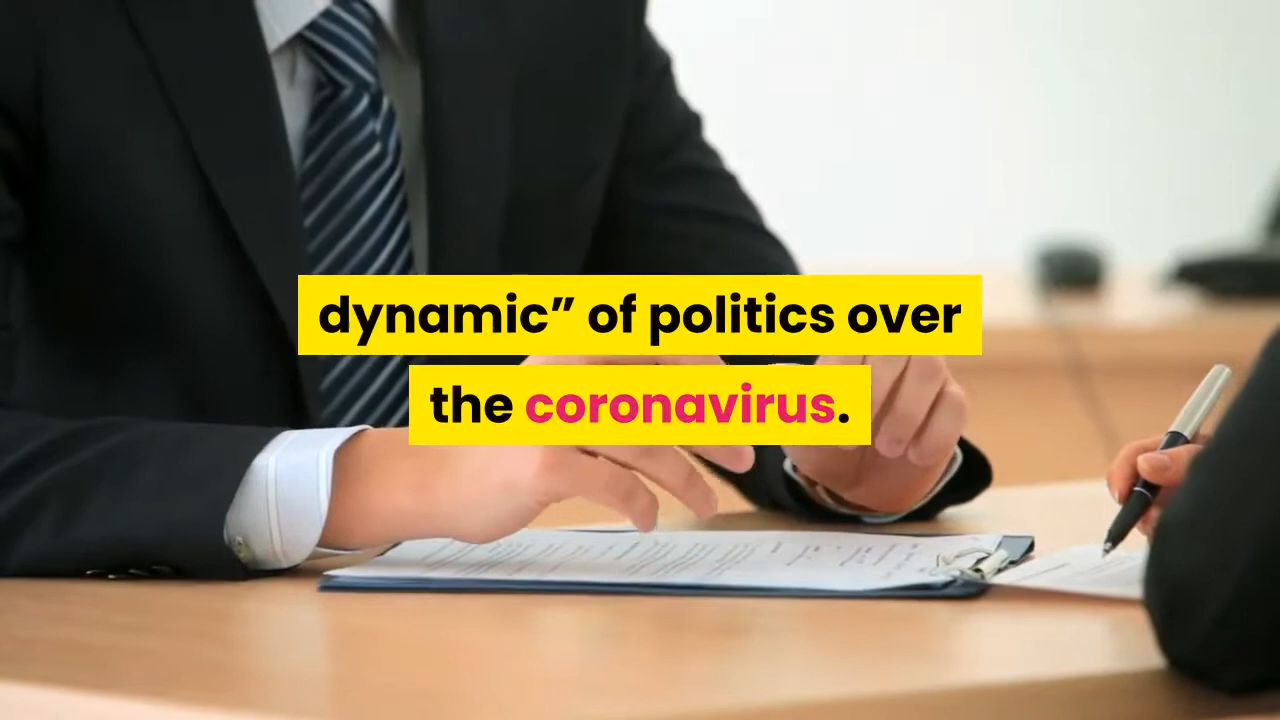 dynamic” of politics over
the coronavirus.